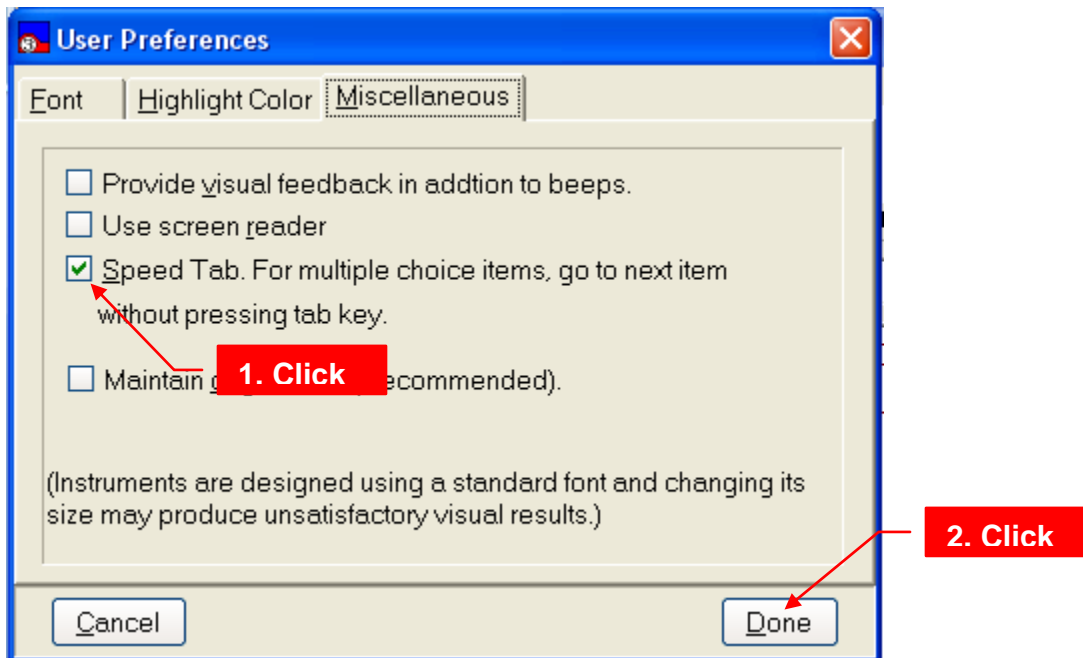 User Preferences
Font Highlight Color Miscellaneous
Provide visual feedback in addtion to beeps.
Use screen reader
Speed Tab. For multiple choice items, go to next item
without pressing tab key.
1. Click
Maintain ecommended).
(Instruments are designed using a standard font and changing its
size may produce unsatisfactory visual results.)
2. Click
Cancel Done